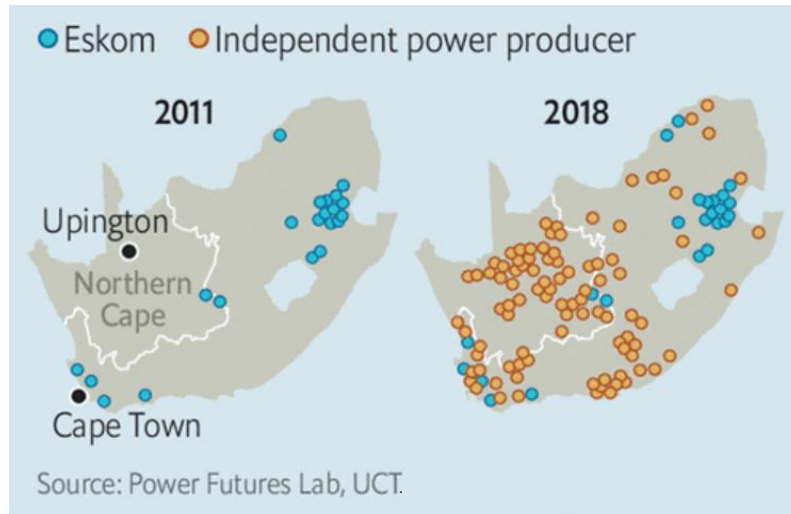 Eskom Independent power producer
2011 2018
Upington
Northern
Cape
Cape Town
Source: Power Futures Lab, UCT.